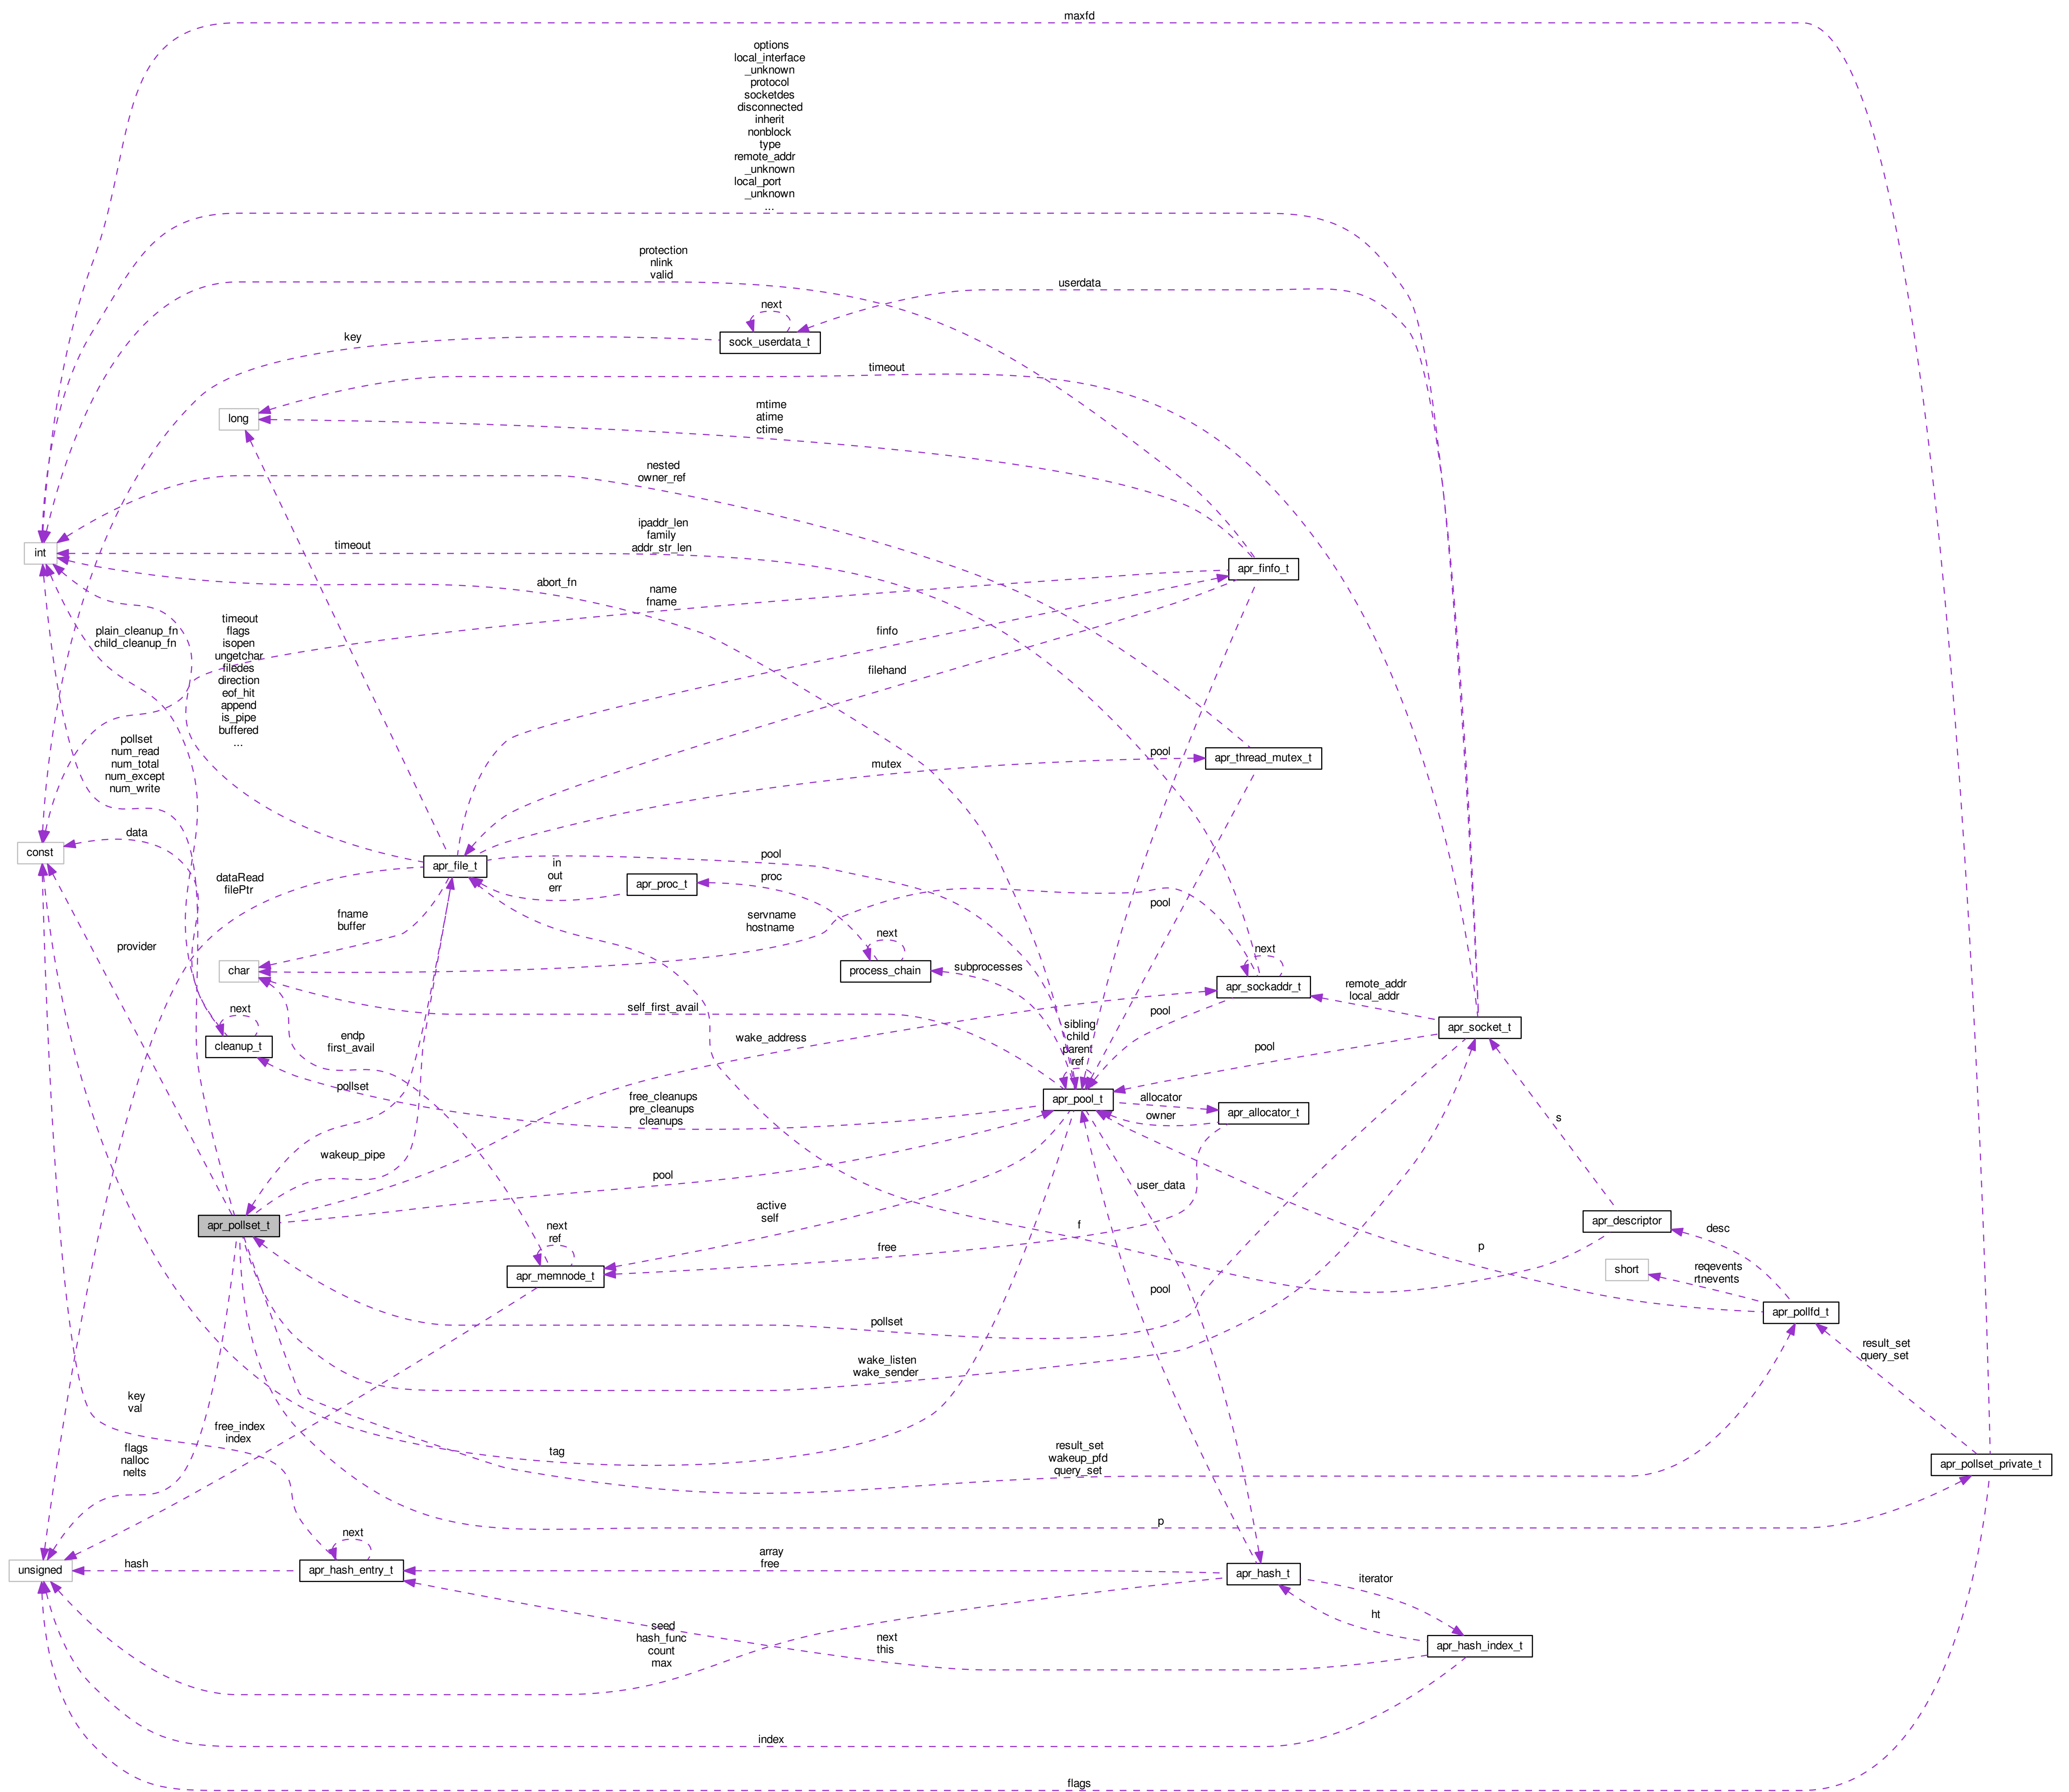 maxfd
options
local_interface
_unknown
protocol
socketdes
disconnected
inherit
nonblock
type
remote_addr
_unknown
local_port
_unknown
...
protection
nlink
valid
userdata
next
sock_userdata_t
key
timeout
long
mtime
atime
ctime
nested
owner_ref
int
timeout
ipaddr_len
family
addr_str_len
apr_finfo_t
abort_fn
name
fname
plain_cleanup_fn
child_cleanup_fn
timeout
flags
isopen
ungetchar
filedes
direction
eof_hit
append
is_pipe
buffered
...
finfo
filehand
pollset
num_read
num_total
num_except
num_write
pool
apr_thread_mutex_t
mutex
data
const
apr_file_t
pool
in
out
err
apr_proc_t
proc
dataRead
filePtr
fname
buffer
servname
hostname
pool
provider
char
next
process_chain
subprocesses
next
apr_sockaddr_t
remote_addr
local_addr
self_first_avail
next
cleanup_t
endp
first_avail
wake_address
pool
sibling
child
parent
ref
apr_socket_t
pool
pollset
free_cleanups
pre_cleanups
cleanups
apr_pool_t
allocator
owner
apr_allocator_t
s
wakeup_pipe
pool
user_data
apr_pollset_t
active
self
f
apr_descriptor
desc
next
ref
free
p
apr_memnode_t
short
reqevents
rtnevents
pool
apr_pollfd_t
pollset
result_set
query_set
wake_listen
wake_sender
key
val
free_index
index
flags
nalloc
nelts
tag
result_set
wakeup_pfd
query_set
apr_pollset_private_t
p
next
unsigned
hash
apr_hash_entry_t
array
free
apr_hash_t
iterator
ht
seed
hash_func
count
max
next
this
apr_hash_index_t
index
flags